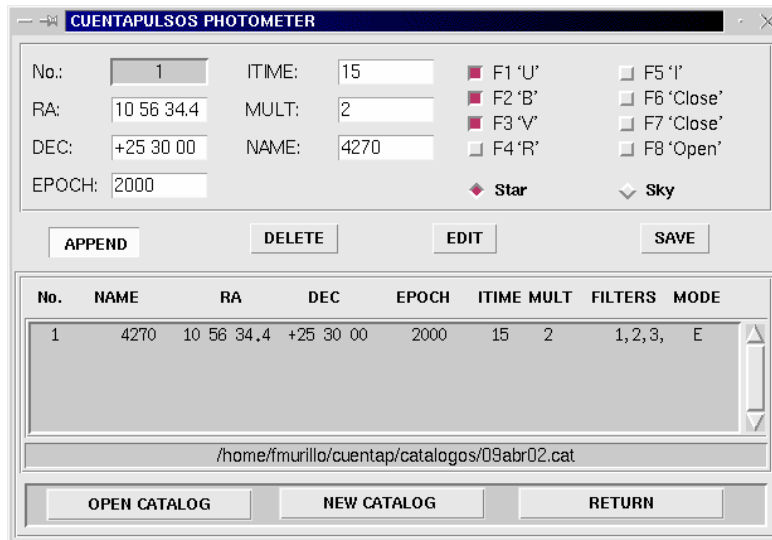 CUENTAPULSOS PHOTOMETER
No.: 1 ITIME: 15 F1 'U' F5 'I'
RA: 10 56 34.4 MULT: 2 F2 'B' F6 'Close'
F3 'V' F7 'Close'
DEC: +25 30 00 NAME: 4270 F4 'R' F8 'Open'
EPOCH: 2000 Star Sky
APPEND DELETE EDIT SAVE
No. NAME RA DEC EPOCH ITIME MULT FILTERS MODE
1 4270 10 56 34.4 +25 30 00 2000 15 2 1,2,3, E
/home/fmurillo/cuentap/catalogos/09abr02.cat
OPEN CATALOG NEW CATALOG RETURN